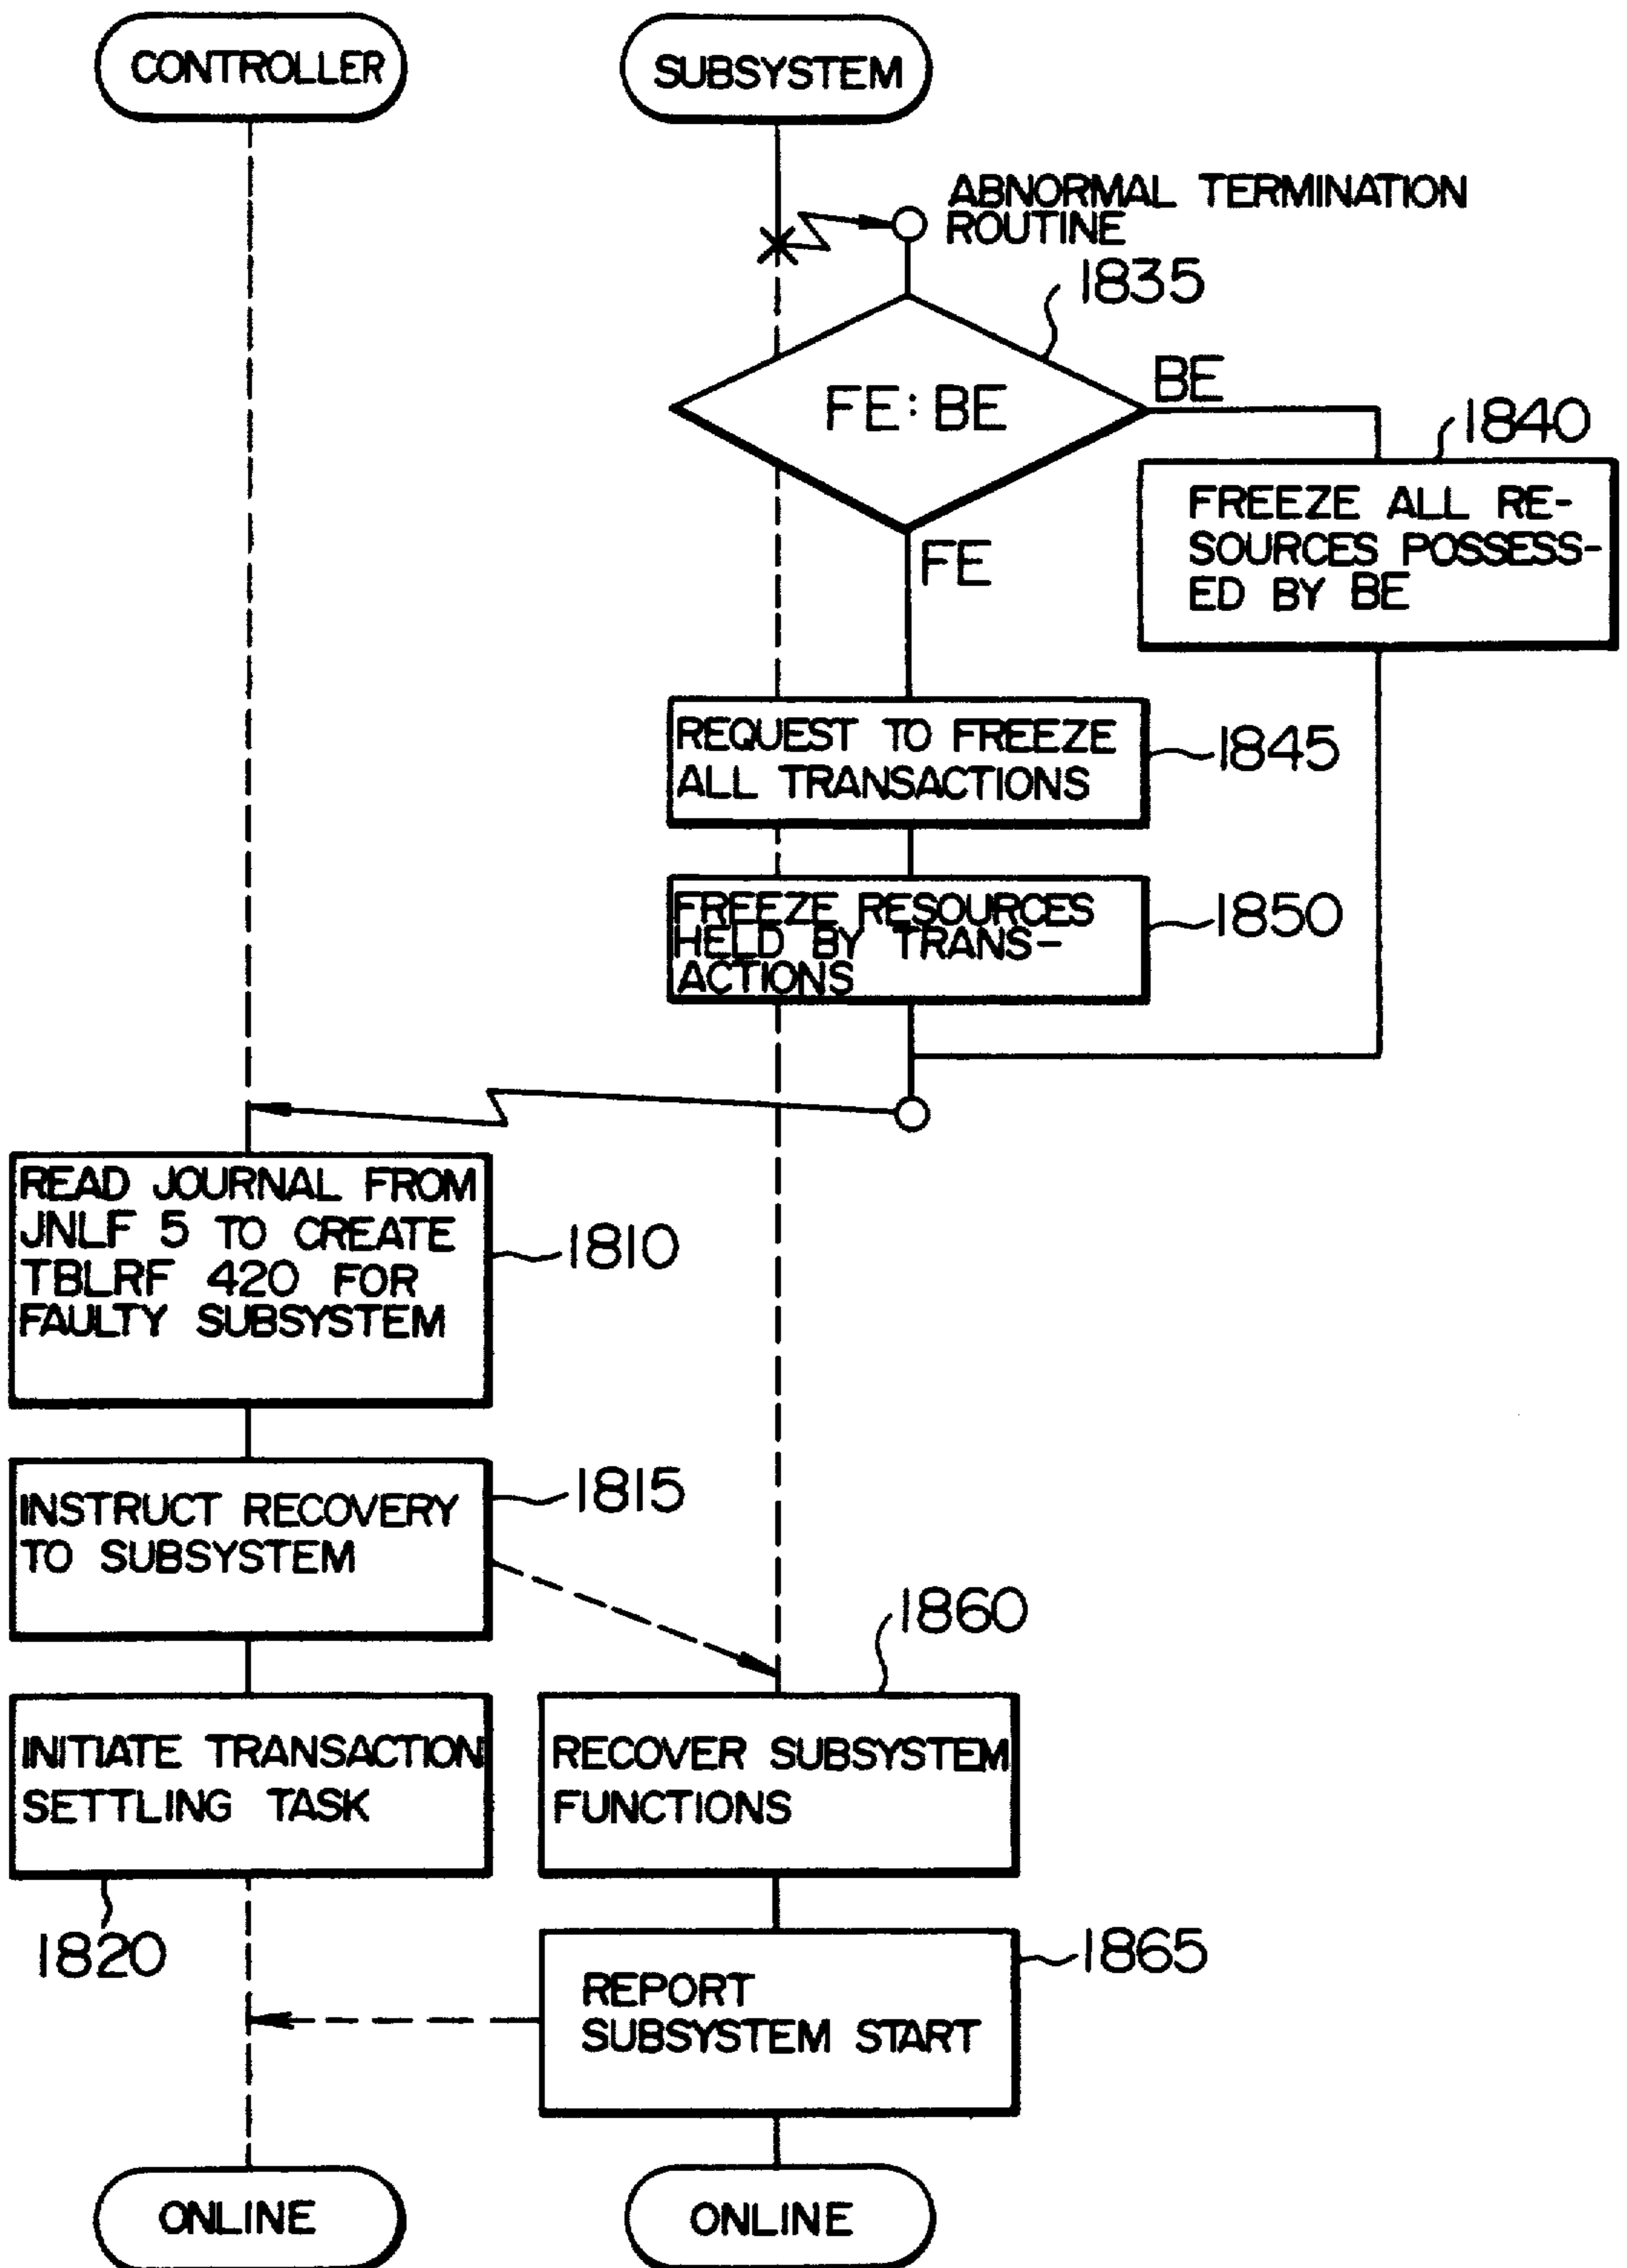 CONTROLLER
SUBSYSTEM
ABNORMAL TERMINATION
ROUTINE
1835
FE:BE
BE
1840
FREEZE ALL RE-
SOURCES POSSESS-
ED BY BE
FE
REQUEST TO FREEZE
ALL TRANSACTIONS
1845
FREEZE RESOURCES
HELD BY TRANS-
ACTIONS
1850
READ JOURNAL FROM
JNLF 5 TO CREATE
TBLRF 420 FOR
FAULTY SUBSYSTEM
1810
INSTRUCT RECOVERY
TO SUBSYSTEM
1815
1860
INITIATE TRANSACTION
SETTLING TASK
1820
RECOVER SUBSYSTEM
FUNCTIONS
REPORT
SUBSYSTEM START
1865
ONLINE
ONLINE